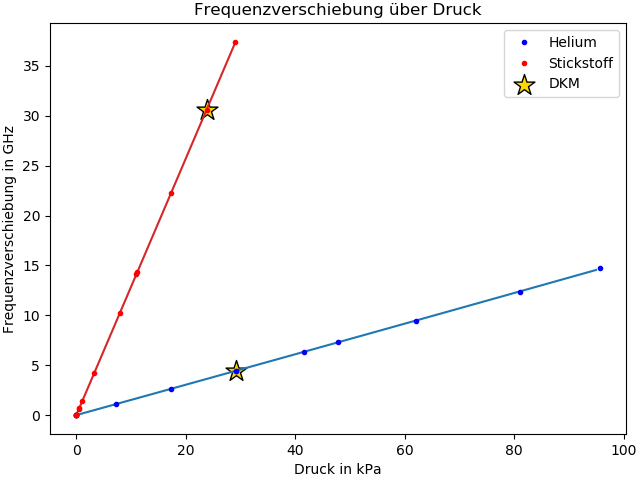 Frequenzverschiebung über Druck
Helium
Stickstoff
DKM
Frequenzverschiebung in GHz
35
30
25
20
15
10
5
0
0 20 40 60 80 100
Druck in kPa